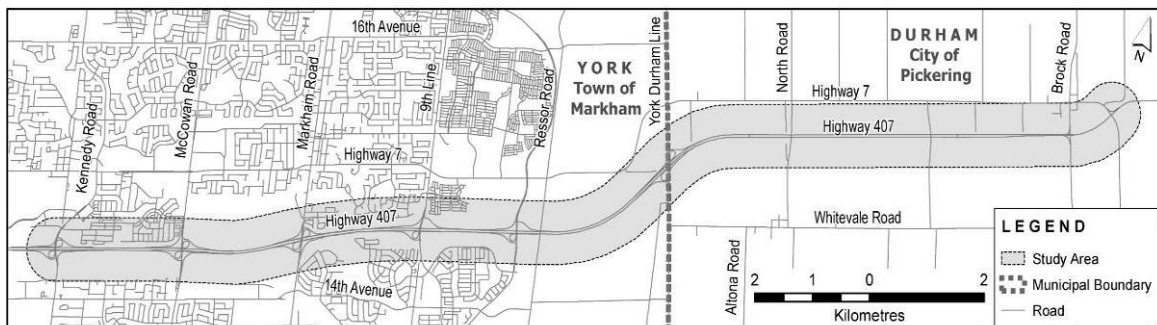 16th Avenue
Kennedy Road
McCowan Road
Markham Road
9th Line
Ressor Road
YORK
Town of
Markham
York Durham Line
North Road
DURHAM
City of
Pickering
Brock Road
N
Highway 7
Highway 407
Highway 7
Highway 407
14th Avenue
Whitevale Road
Altona Road
2 1 0 2
Kilometres
LEGEND
Study Area
Municipal Boundary
Road